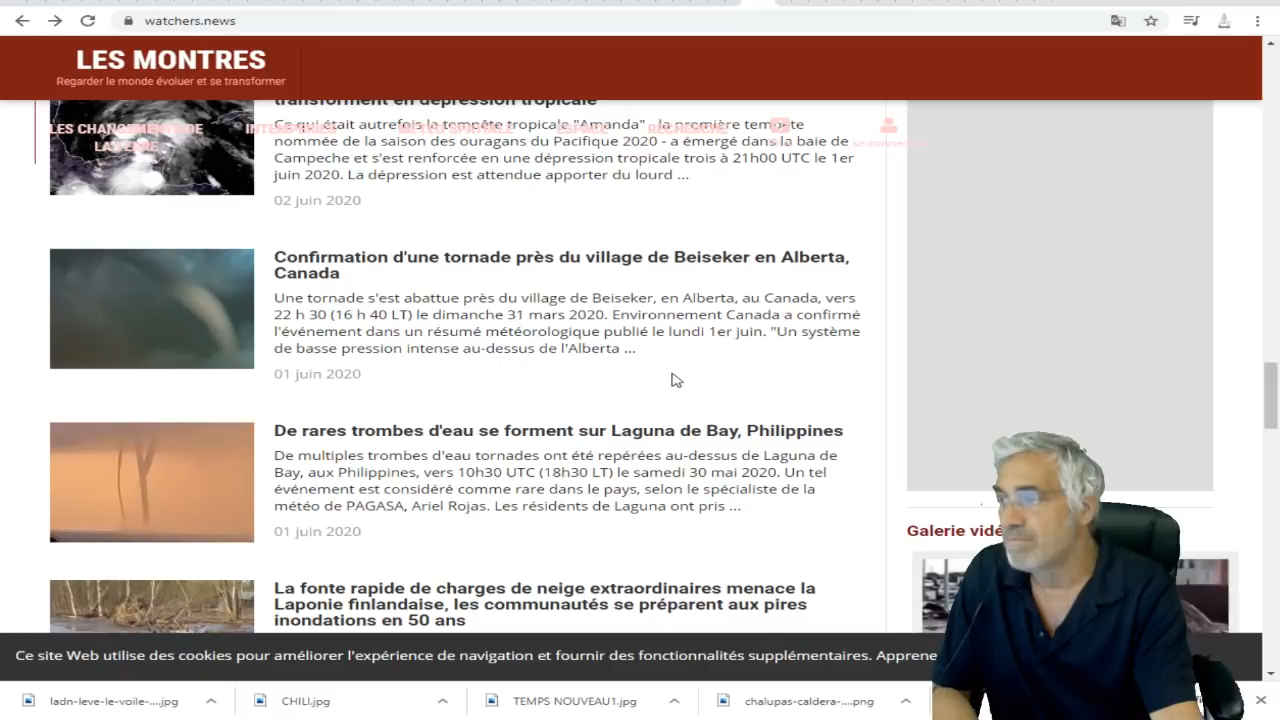 watchers.news
LES MONTRES
Regarder le monde évoluer et se transformer
transforment en dépression tropicale
LES CHANGEMENTS DE
LA TERRE
ESPACE
RECHERCHE
Ce qui était autrefois la tempête tropicale "Amanda" - la première tempête
nommée de la saison des ouragans du Pacifique 2020 - a émergé dans la baie de
Campeche et s'est renforcée en une dépression tropicale trois à 21h00 UTC le 1er
juin 2020. La dépression est attendue apporter du lourd ...
02 juin 2020
Confirmation d'une tornade près du village de Beiseker en Alberta,
Canada
Une tornade s'est abattue près du village de Beiseker, en Alberta, au Canada, vers
22 h 30 (16 h 40 LT) le dimanche 31 mars 2020. Environnement Canada a confirmé
l'événement dans un résumé météorologique publié le lundi 1er juin. "Un système
de basse pression intense au-dessus de l'Alberta ...
01 juin 2020
De rares trombes d'eau se forment sur Laguna de Bay, Philippines
De multiples trombes d'eau tornades ont été repérées au-dessus de Laguna de
Bay, aux Philippines, vers 10h30 UTC (18h30 LT) le samedi 30 mai 2020. Un tel
événement est considéré comme rare dans le pays, selon le spécialiste de la
météo de PAGASA, Ariel Rojas. Les résidents de Laguna ont pris ...
01 juin 2020
Galerie vidé
La fonte rapide de charges de neige extraordinaires menace la
Laponie finlandaise, les communautés se préparent aux pires
inondations en 50 ans
Ce site Web utilise des cookies pour améliorer l'expérience de navigation et fournir des fonctionnalités supplémentaires. Apprene
ladn-leve-le-voile-....jpg
CHILI.jpg
TEMPS NOUVEAU1.jpg
chalupas-caldera-....png